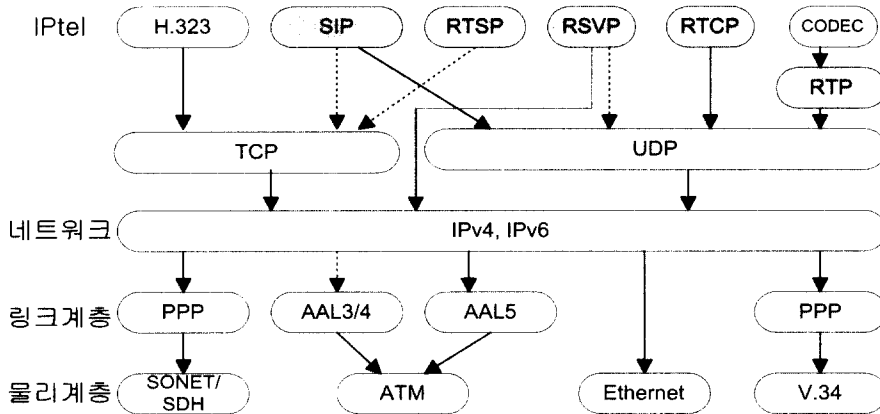 IPtel H.323 SIP RTSP RSVP RTCP CODEC
RTP
TCP UDP
네트워크 IPv4, IPv6
링크계층 PPP AAL3/4 AAL5 PPP
물리계층 SONET/
SDH ATM Ethernet V.34